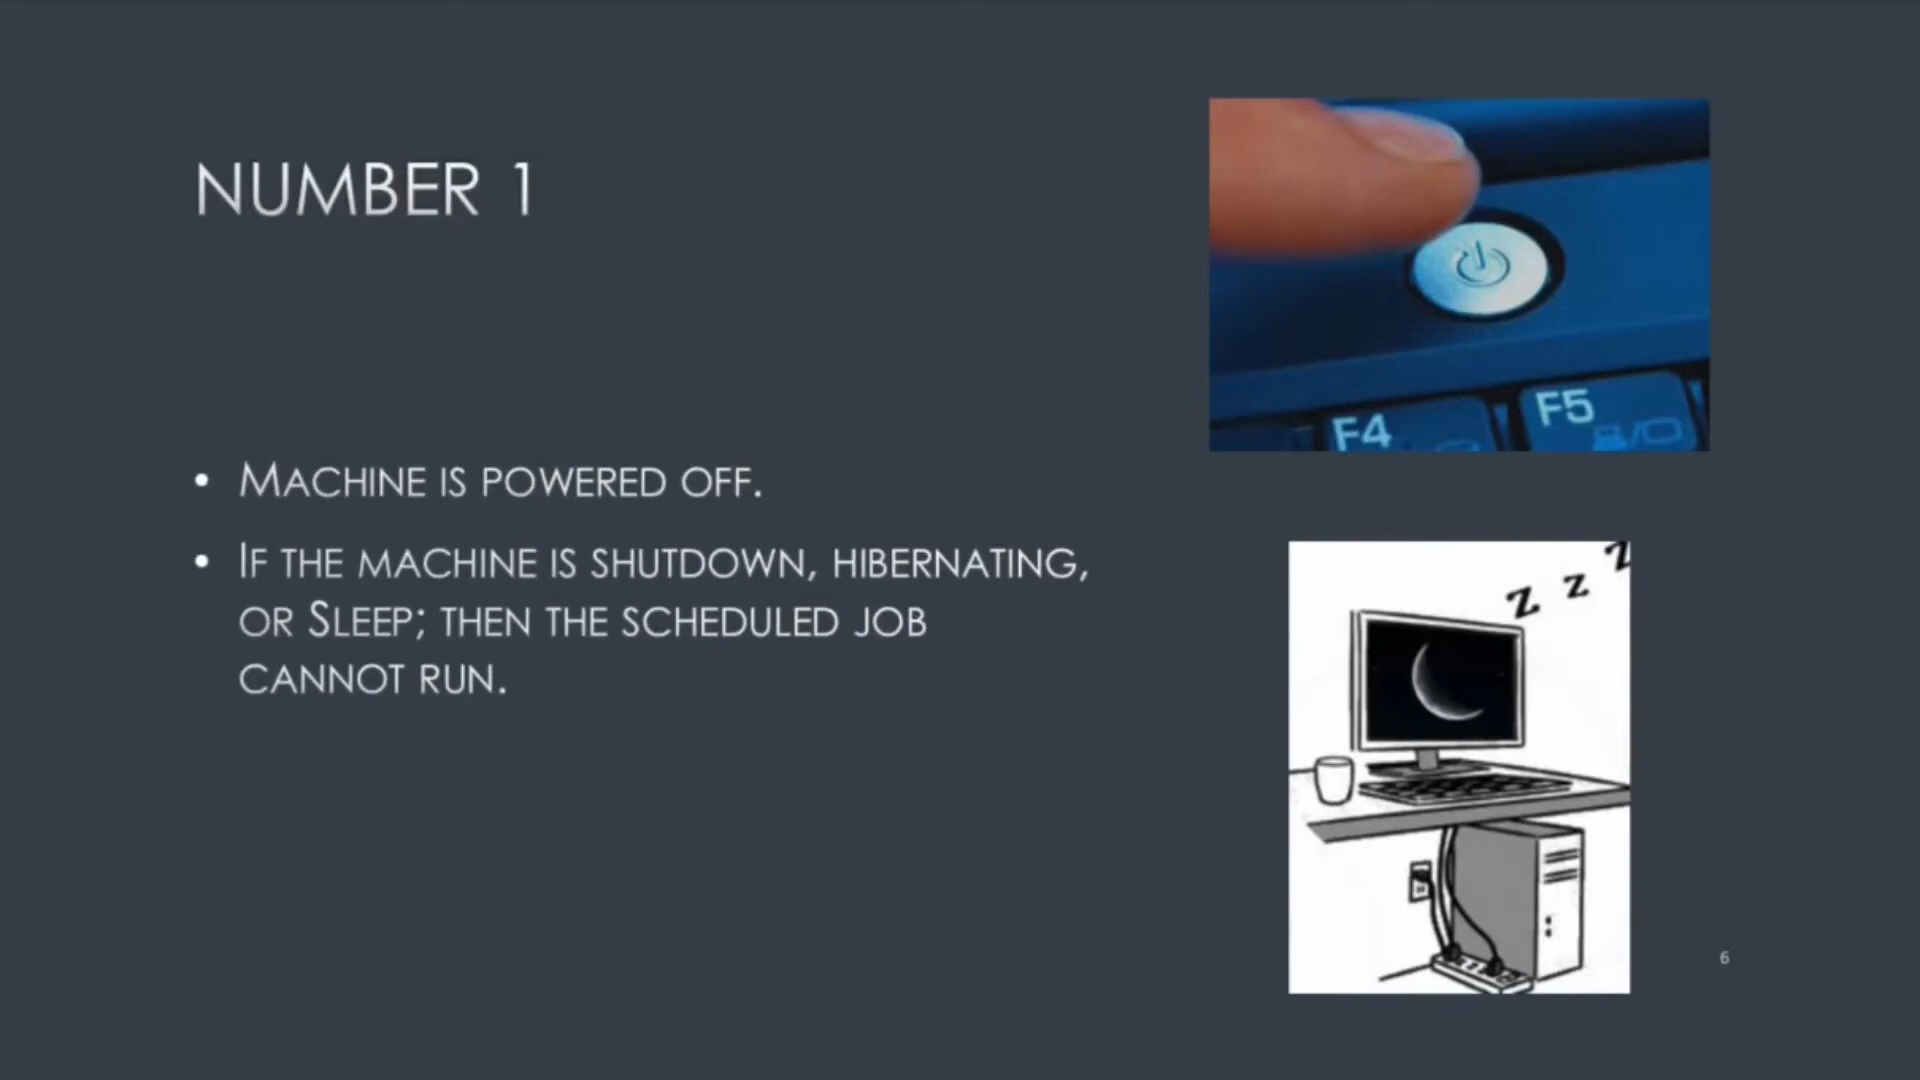 NUMBER 1
• MACHINE IS POWERED OFF.
• IF THE MACHINE IS SHUTDOWN, HIBERNATING,
OR SLEEP; THEN THE SCHEDULED JOB
CANNOT RUN.
F4
F5
Z z Z
6